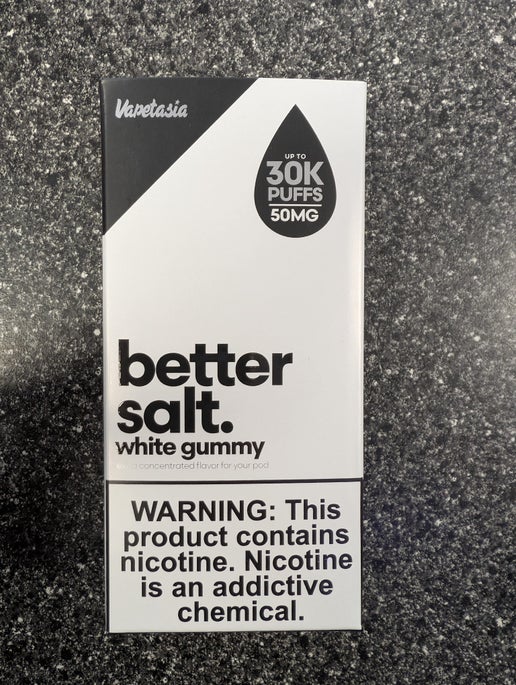 Vapetasia
UP TO
30K
PUFFS
50MG
better
salt.
white gummy
concentrated flavor for your pod
WARNING: This
product contains
nicotine. Nicotine
is an addictive
chemical.